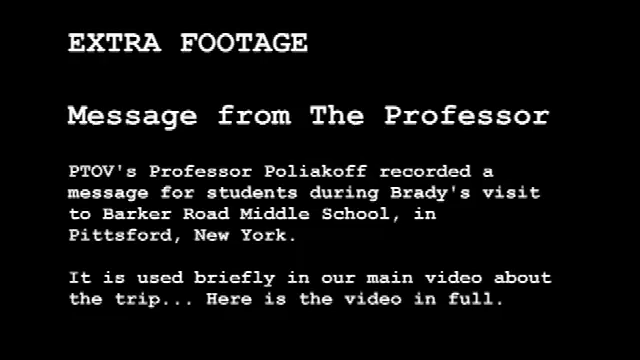 EXTRA FOOTAGE
Message from The Professor
PTOV's Professor Poliakoff recorded a
message for students during Brady's visit
to Barker Road Middle School, in
Pittsford, New York.
It is used briefly in our main video about
the trip... Here is the video in full.